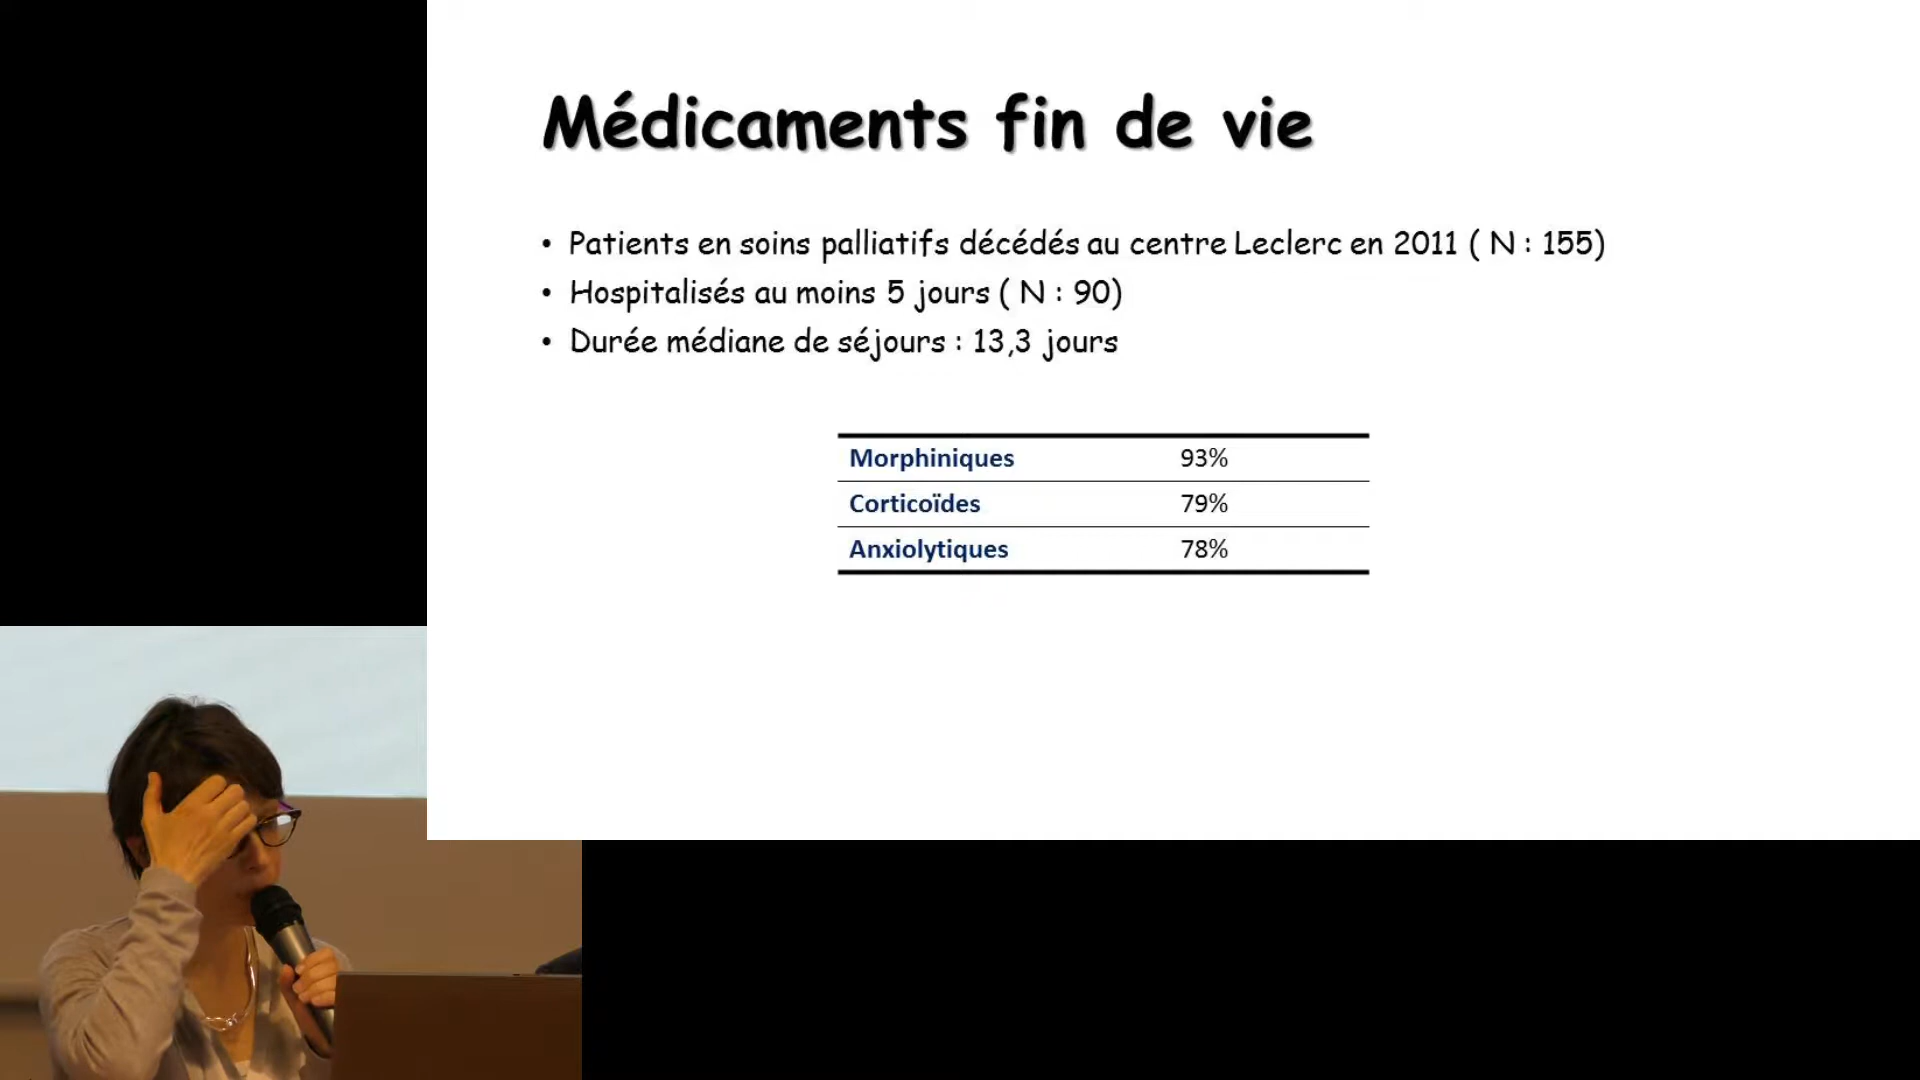 Médicaments fin de vie
• Patients en soins palliatifs décédés au centre Leclerc en 2011 ( N : 155)
• Hospitalisés au moins 5 jours ( N : 90)
• Durée médiane de séjours : 13,3 jours
Morphiniques 93%
Corticoïdes 79%
Anxiolytiques 78%